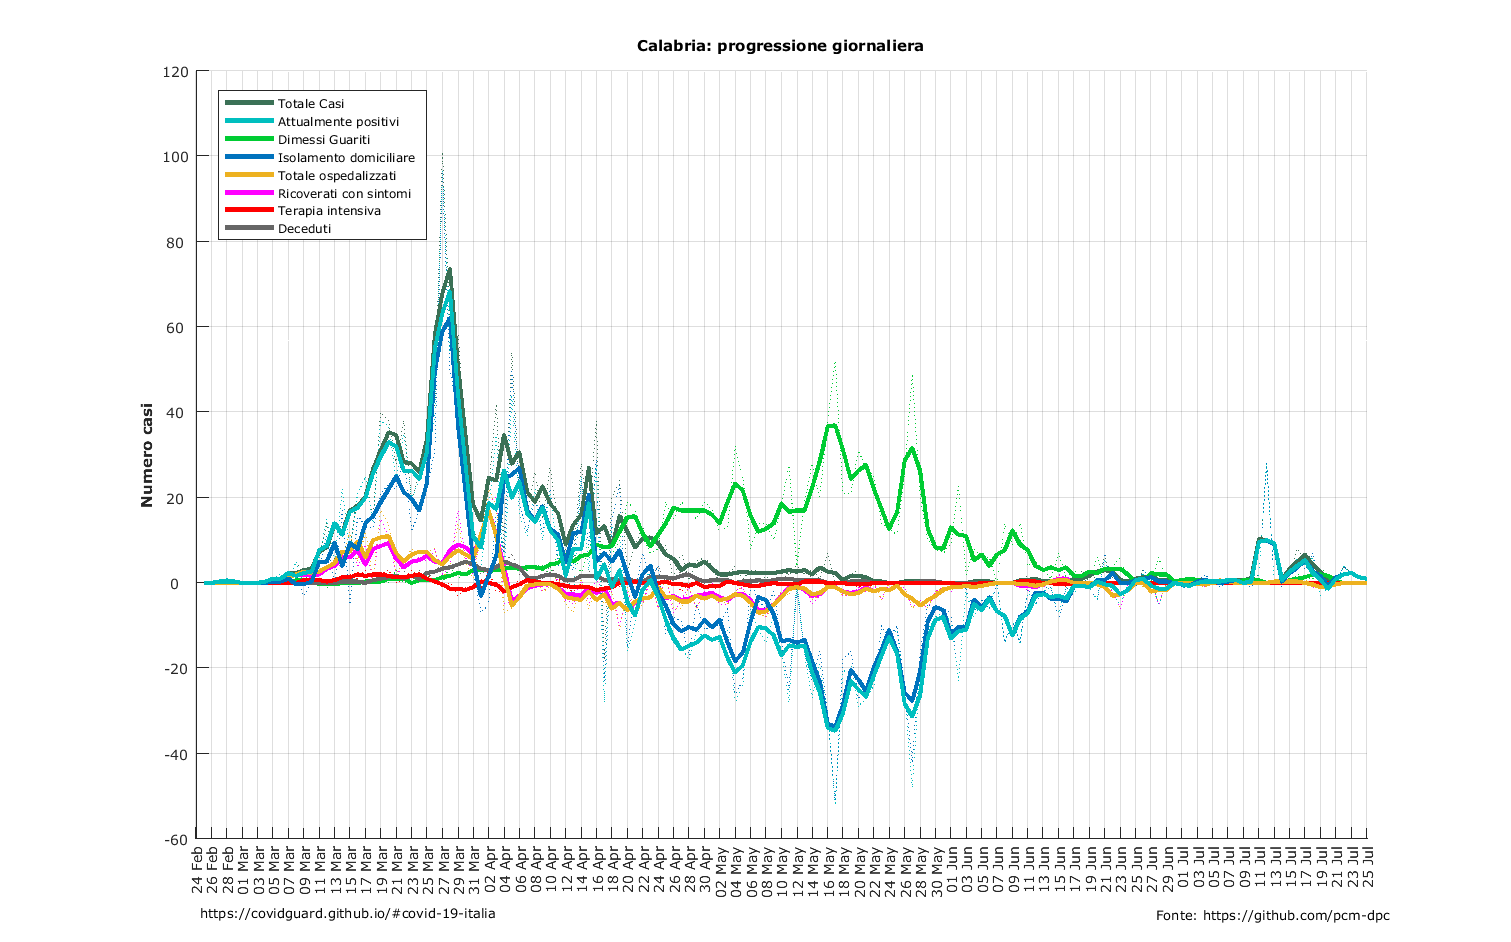 Calabria: progressione giornaliera
Numero casi
120
100
80
60
40
20
0
-20
-40
-60
Totale Casi
Attualmente positivi
Dimessi Guariti
Isolamento domiciliare
Totale ospedalizzati
Ricoverati con sintomi
Terapia intensiva
Deceduti
24 Feb
26 Feb
28 Feb
01 Mar
03 Mar
05 Mar
07 Mar
09 Mar
11 Mar
13 Mar
15 Mar
17 Mar
19 Mar
21 Mar
23 Mar
25 Mar
27 Mar
29 Mar
31 Mar
02 Apr
04 Apr
06 Apr
08 Apr
10 Apr
12 Apr
14 Apr
16 Apr
18 Apr
20 Apr
22 Apr
24 Apr
26 Apr
28 Apr
30 Apr
02 May
04 May
06 May
08 May
10 May
12 May
14 May
16 May
18 May
20 May
22 May
24 May
26 May
28 May
30 May
01 Jun
03 Jun
05 Jun
07 Jun
09 Jun
11 Jun
13 Jun
15 Jun
17 Jun
19 Jun
21 Jun
23 Jun
25 Jun
27 Jun
29 Jun
01 Jul
03 Jul
05 Jul
07 Jul
09 Jul
11 Jul
13 Jul
15 Jul
17 Jul
19 Jul
21 Jul
23 Jul
25 Jul
https://covidguard.github.io/#covid-19-italia
Fonte: https://github.com/pcm-dpc